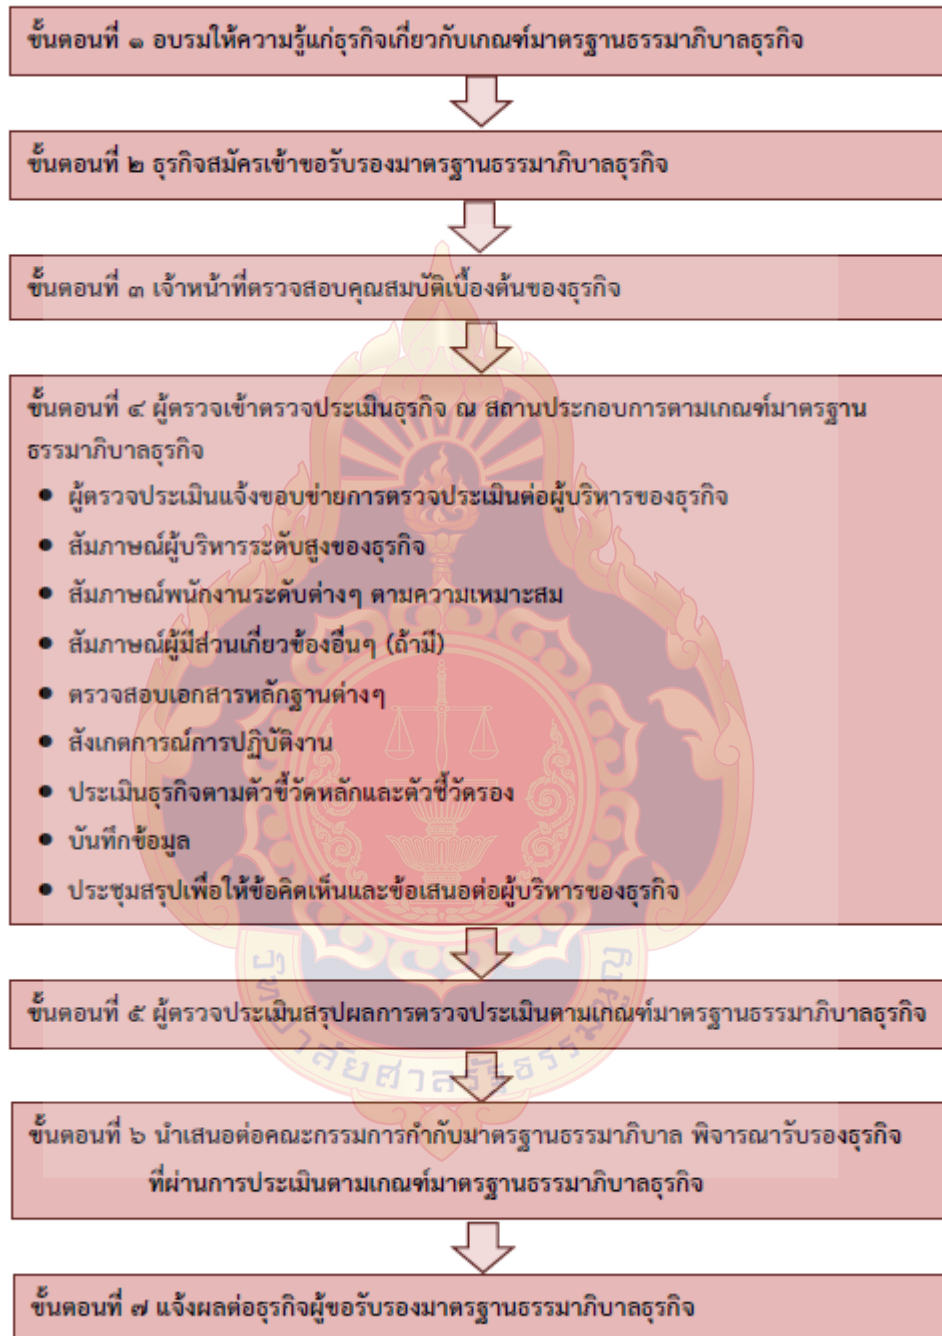 ขั้นตอนที่ ๑ อบรมให้ความรู้แก่ธุรกิจเกี่ยวกับเกณฑ์มาตรฐานธรรมาภิบาลธุรกิจ
ขั้นตอนที่ ๒ ธุรกิจสมัครเข้าขอรับรองมาตรฐานธรรมาภิบาลธุรกิจ
ขั้นตอนที่ ๓ เจ้าหน้าที่ตรวจสอบคุณสมบัติเบื้องต้นของธุรกิจ
ขั้นตอนที่ ๔ ผู้ตรวจเข้าตรวจประเมินธุรกิจ ณ สถานประกอบการตามเกณฑ์มาตรฐาน
ธรรมาภิบาลธุรกิจ
● ผู้ตรวจประเมินแจ้งขอบข่ายการตรวจประเมินต่อผู้บริหารของธุรกิจ
● สัมภาษณ์ผู้บริหารระดับสูงของธุรกิจ
● สัมภาษณ์พนักงานระดับต่างๆ ตามความเหมาะสม
● สัมภาษณ์ผู้มีส่วนเกี่ยวข้องอื่นๆ (ถ้ามี)
● ตรวจสอบเอกสารหลักฐานต่างๆ
● สังเกตการณ์การปฏิบัติงาน
● ประเมินธุรกิจตามตัวชี้วัดหลักและตัวชี้วัดรอง
● บันทึกข้อมูล
● ประชุมสรุปเพื่อให้ข้อคิดเห็นและข้อเสนอต่อผู้บริหารของธุรกิจ
ขั้นตอนที่ ๕ ผู้ตรวจประเมินสรุปผลการตรวจประเมินตามเกณฑ์มาตรฐานธรรมาภิบาลธุรกิจ
วิทยาลัยศาลรัฐธรรมนูญ
ขั้นตอนที่ ๖ นำเสนอต่อคณะกรรมการกำกับมาตรฐานธรรมาภิบาล พิจารณารับรองธุรกิจ
ที่ผ่านการประเมินตามเกณฑ์มาตรฐานธรรมาภิบาลธุรกิจ
ขั้นตอนที่ ๗ แจ้งผลต่อธุรกิจผู้ขอรับรองมาตรฐานธรรมาภิบาลธุรกิจ